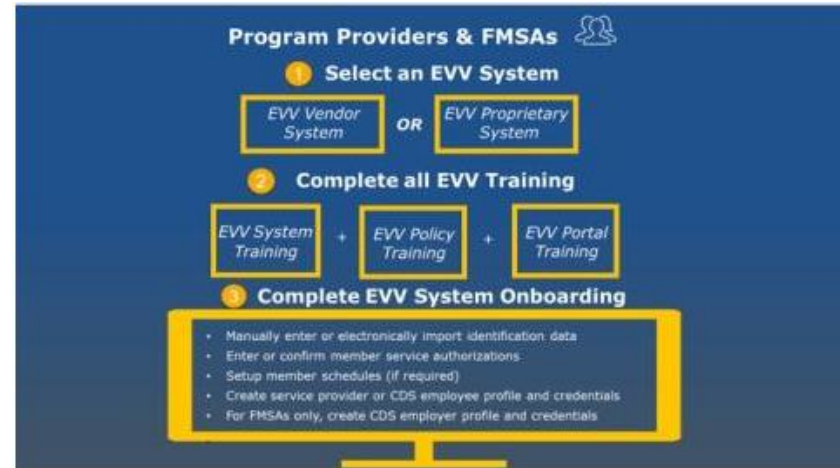 Program Providers & FMSAs
1 Select an EVV System
EVV Vendor
System
OR
EVV Proprietary
System
2 Complete all EVV Training
EVV System
Training
+
EVV Policy
Training
+
EVV Portal
Training
3 Complete EVV System Onboarding
• Manually enter or electronically import identification data
• Enter or confirm member service authorizations
• Setup member schedules (if required)
• Create service provider or CDS employee profile and credentials
• For FMSAs only, create CDS employer profile and credentials